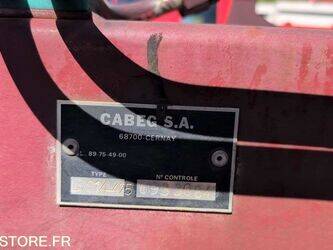 CABEG S.A.
68700-CERNAY
89-75-49-00
TYPE
N° CONTROLE
STORE.FR